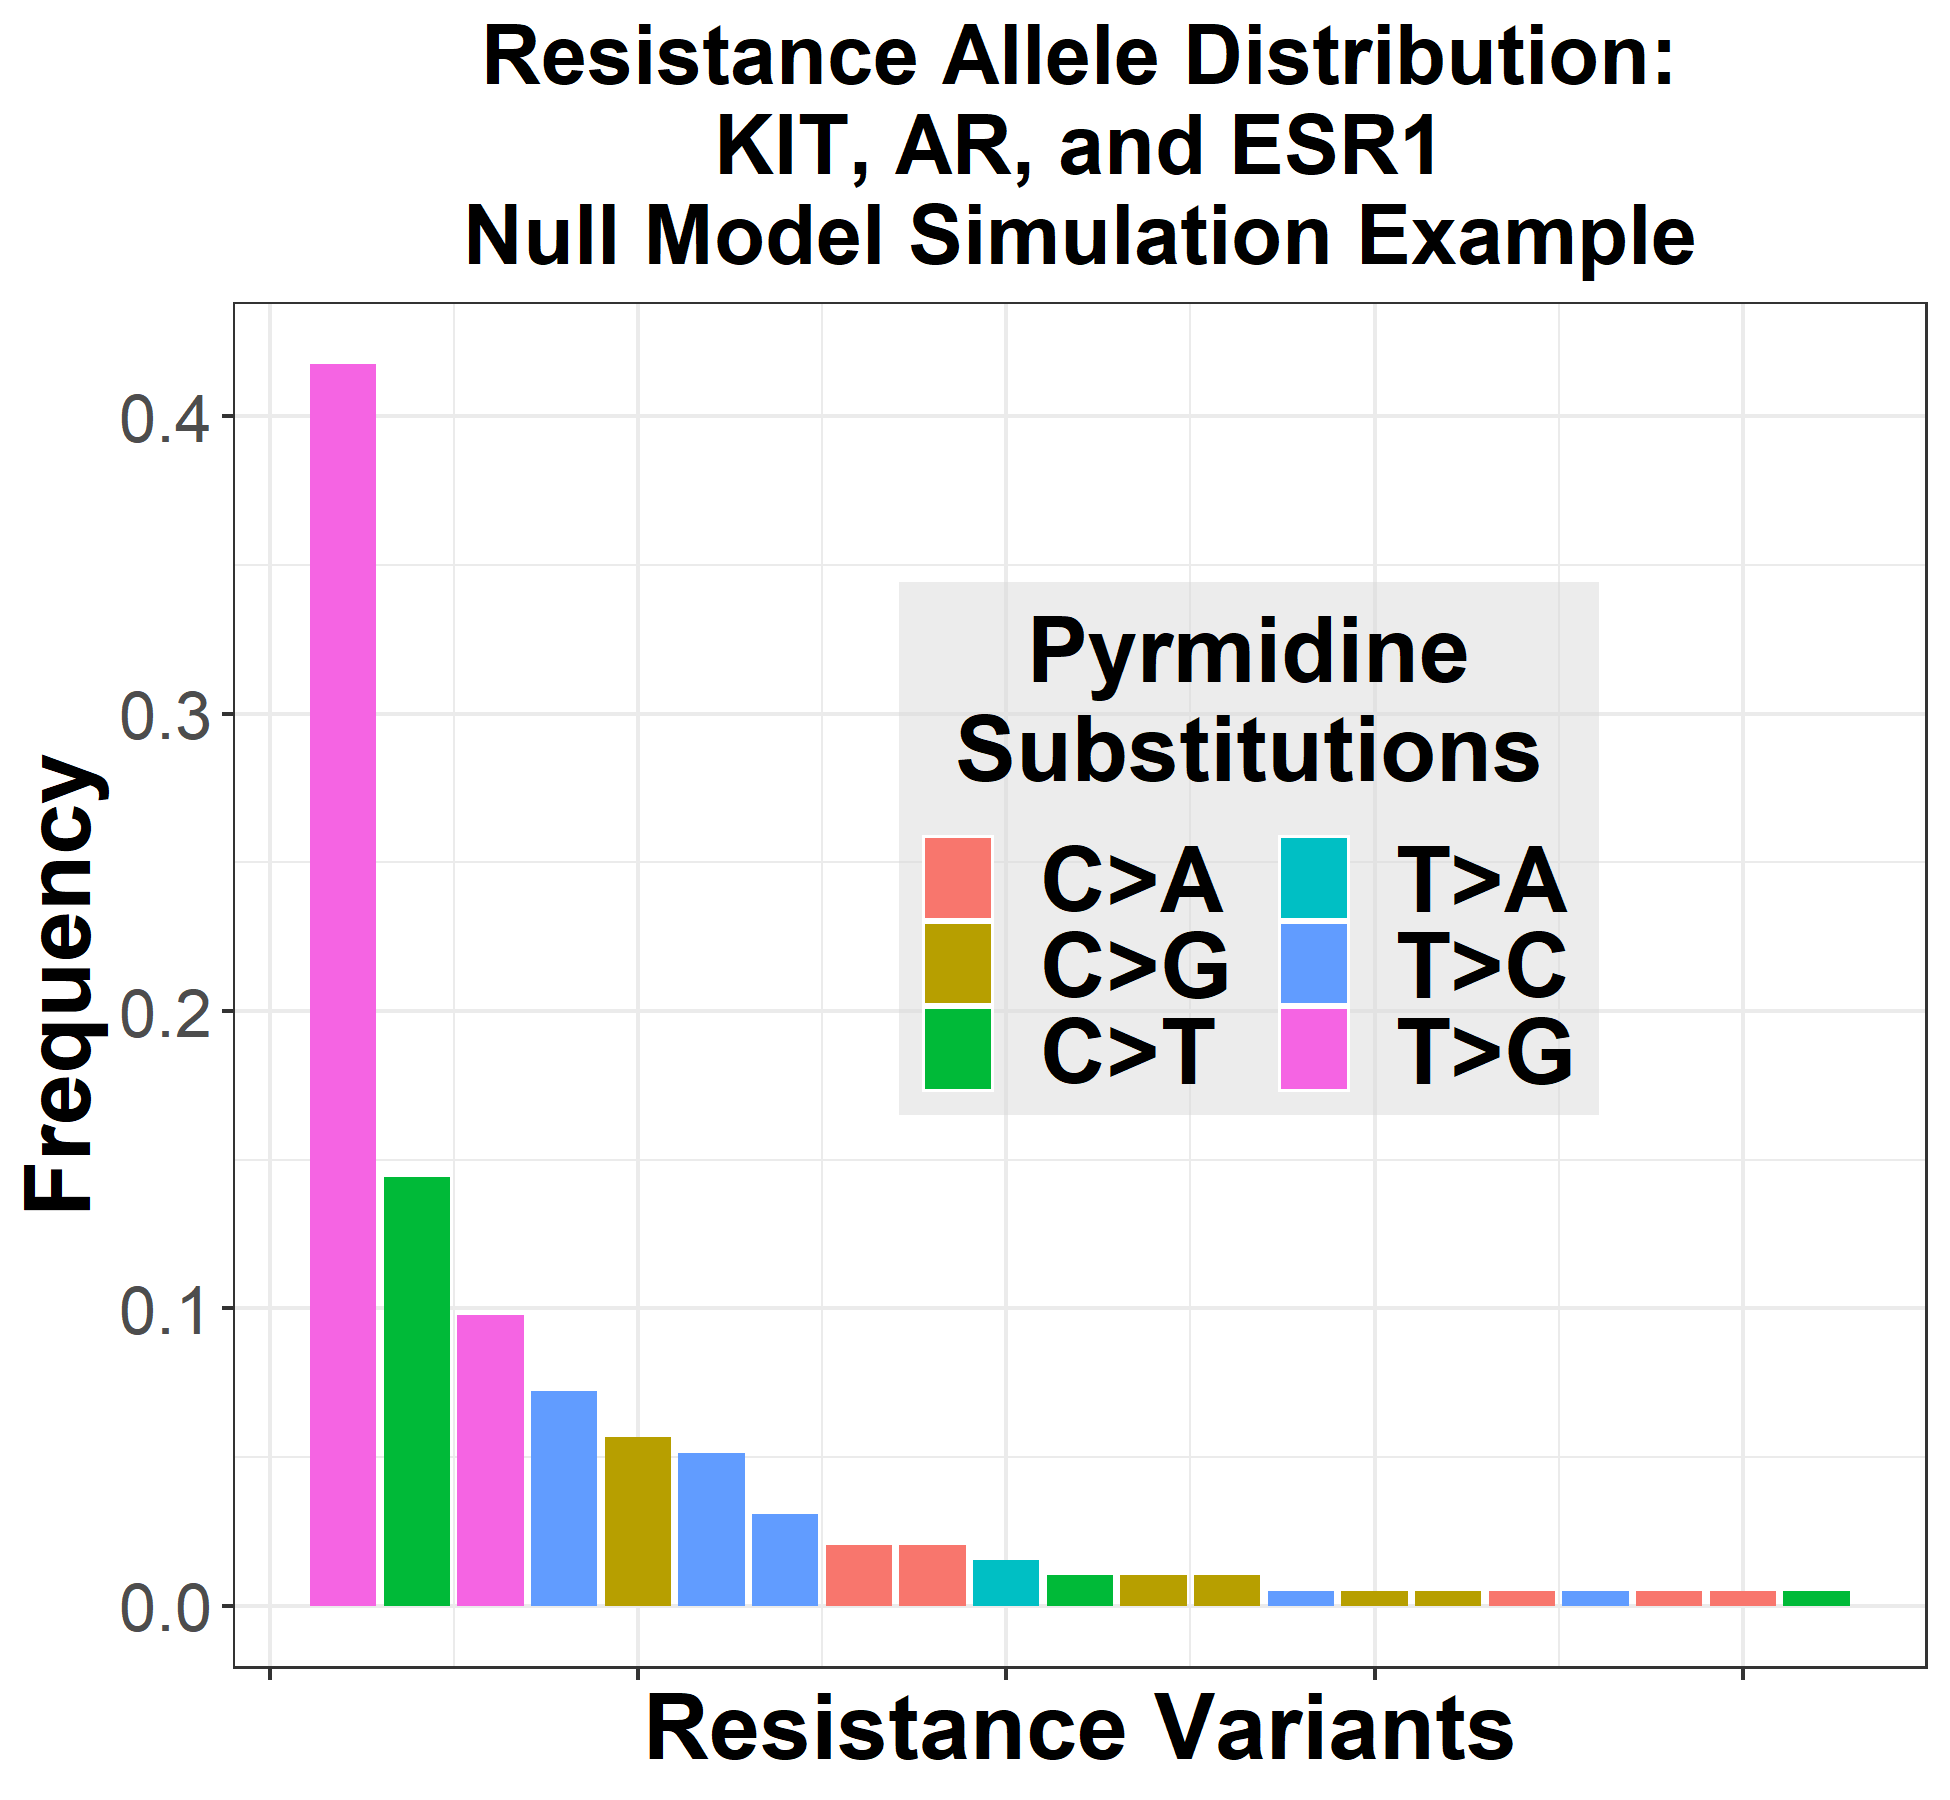 Resistance Allele Distribution:
KIT, AR, and ESR1
Null Model Simulation Example
Frequency
0.4
0.3
0.2
0.1
0.0
Pyrmidine
Substitutions
C>A T>A
C>G T>C
C>T T>G
Resistance Variants